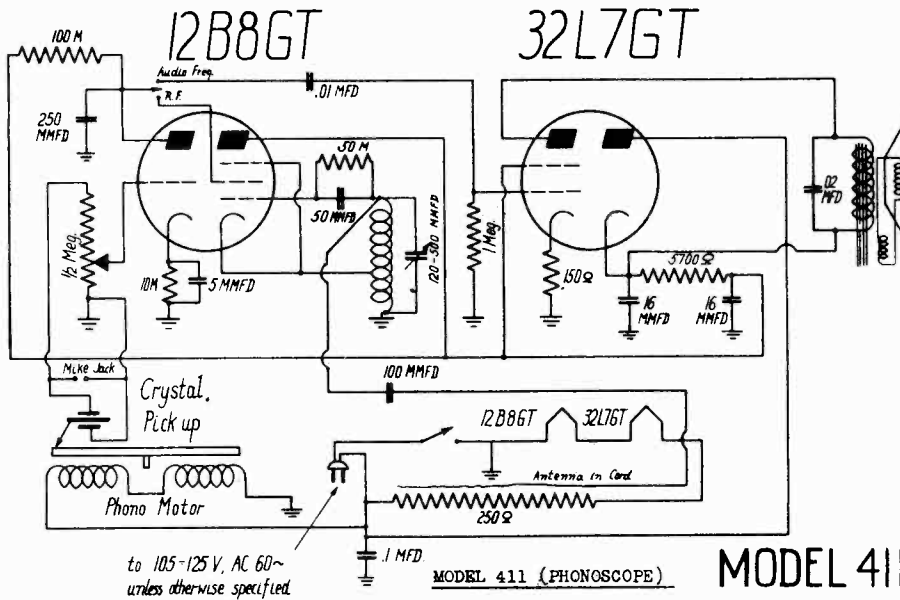 12B8GT
32L7GT
100 M
Audio Freq.
R.F.
.01 MFD
250
MMFD
50 M
50 MMFD
120-500 MMFD
1 Meg.
.02
MFD
1/2 Meg.
10M
5 MMFD
150Ω
5700 Ω
16
MMFD
16
MMFD
Mike Jack
Crystal
Pick up
100 MMFD
12B8GT
32L7GT
Antenna in Cord
250Ω
Phono Motor
.1 MFD.
to 105-125 V, AC 60~
unless otherwise specified
MODEL 411 (PHONOSCOPE)
MODEL 41